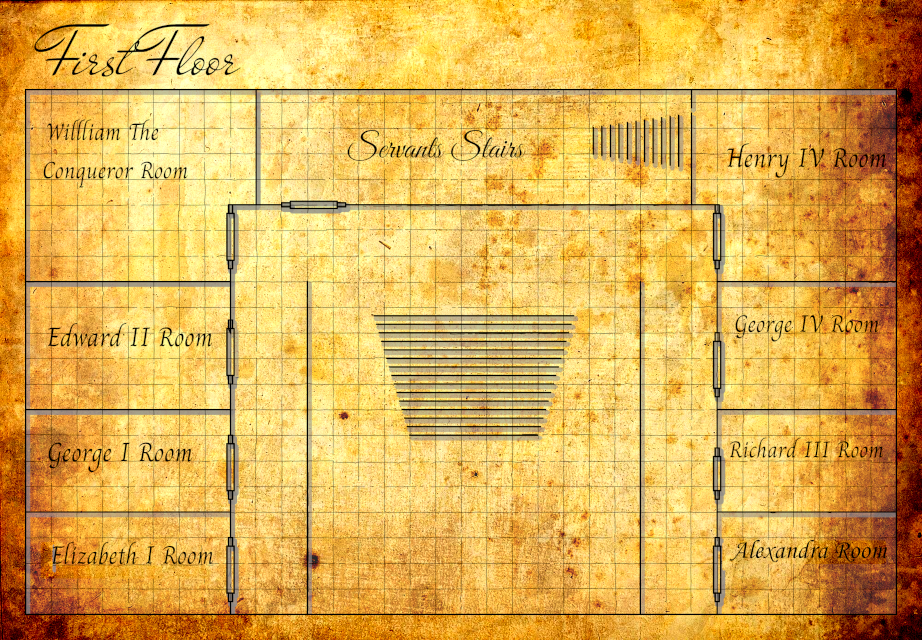 First Floor
Willliam The
Conqueror Room
Servants Stairs
Henry IV Room
Edward II Room
George IV Room
George I Room
Richard III Room
Elizabeth I Room
Alexandra Room